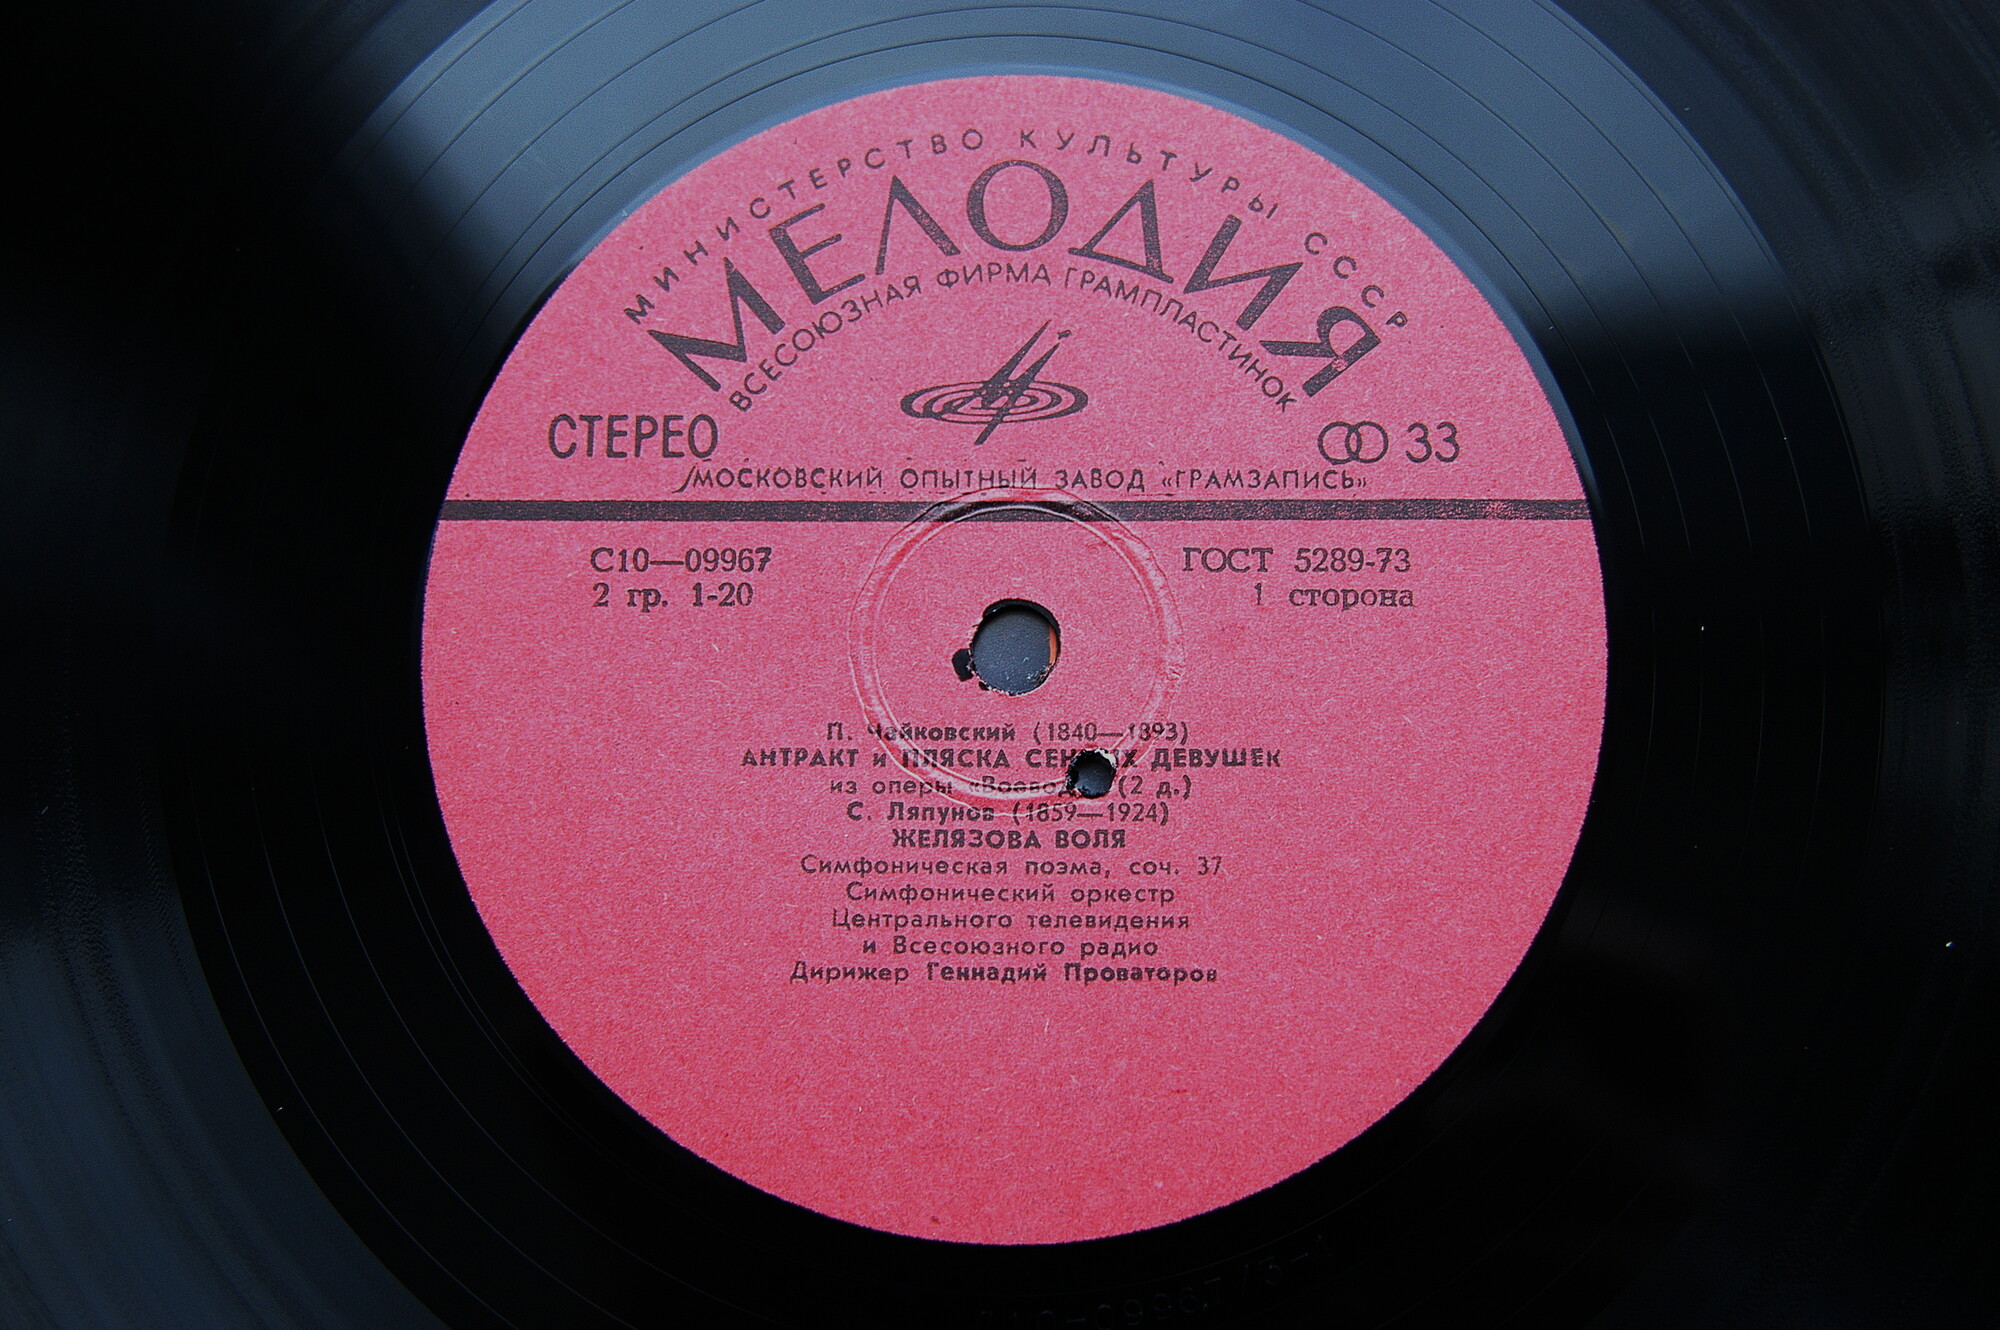 МИНИСТЕРСТВО КУЛЬТУРЫ СССР
МЕЛОДИЯ
ВСЕСОЮЗНАЯ ФИРМА ГРАМПЛАСТИНОК
СТЕРЕО
33
МОСКОВСКИЙ ОПЫТНЫЙ ЗАВОД «ГРАМЗАПИСЬ»
С10—09967
ГОСТ 5289-73
2 гр. 1-20
1 сторона
П. Чайковский (1840—1893)
АНТРАКТ и ПЛЯСКА ДЕВУШЕК
из оперы (2 д.)
С. Ляпунов (1859—1924)
ЖЕЛЯЗОВА ВОЛЯ
Симфоническая поэма, соч. 37
Симфонический оркестр
Центрального телевидения
и Всесоюзного радио
Дирижер Геннадий Проваторов